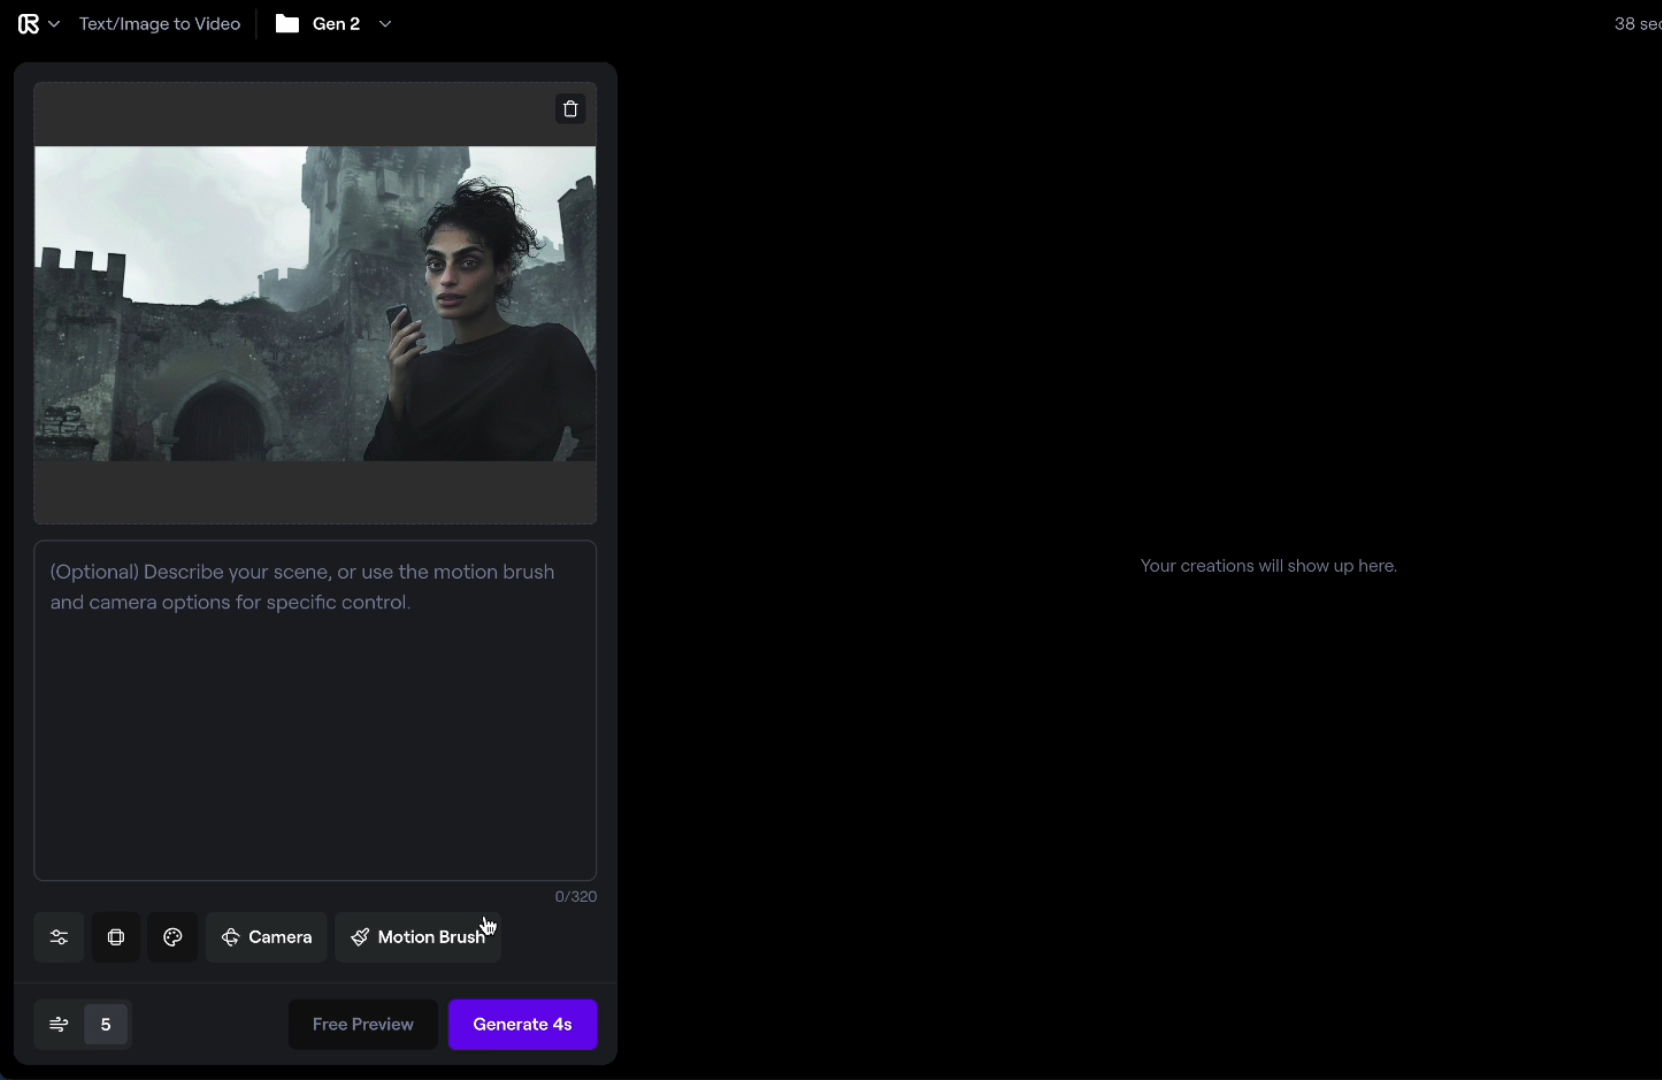 Text/Image to Video
Gen 2
38 sec
(Optional) Describe your scene, or use the motion brush
and camera options for specific control.
0/320
Camera
Motion Brush
5
Free Preview
Generate 4s
Your creations will show up here.